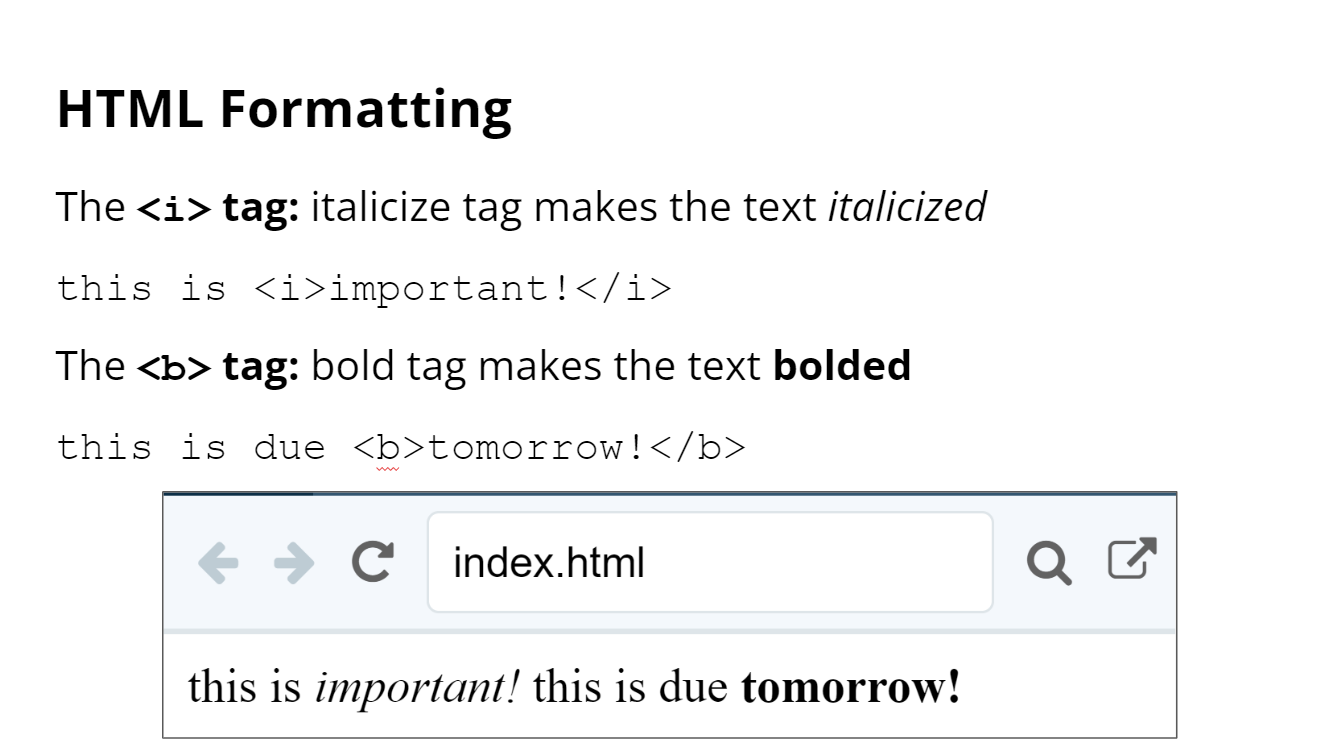 HTML Formatting
The <i> tag: italicize tag makes the text italicized
this is <i>important!</i>
The <b> tag: bold tag makes the text bolded
this is due <b>tomorrow!</b>
index.html
this is important! this is due tomorrow!